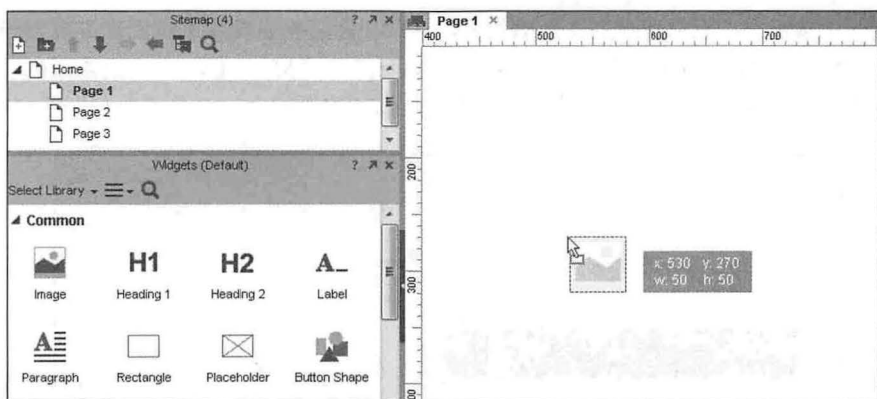 Sitemap (4)
Home
Page 1
Page 2
Page 3
Widgets (Default)
Select Library
Common
Image
H1
Heading 1
H2
Heading 2
A_
Label
A
Paragraph
Rectangle
Placeholder
Button Shape
Page 1
400 500 600 700
200
300
x: 530 y: 270
w: 50 h: 50